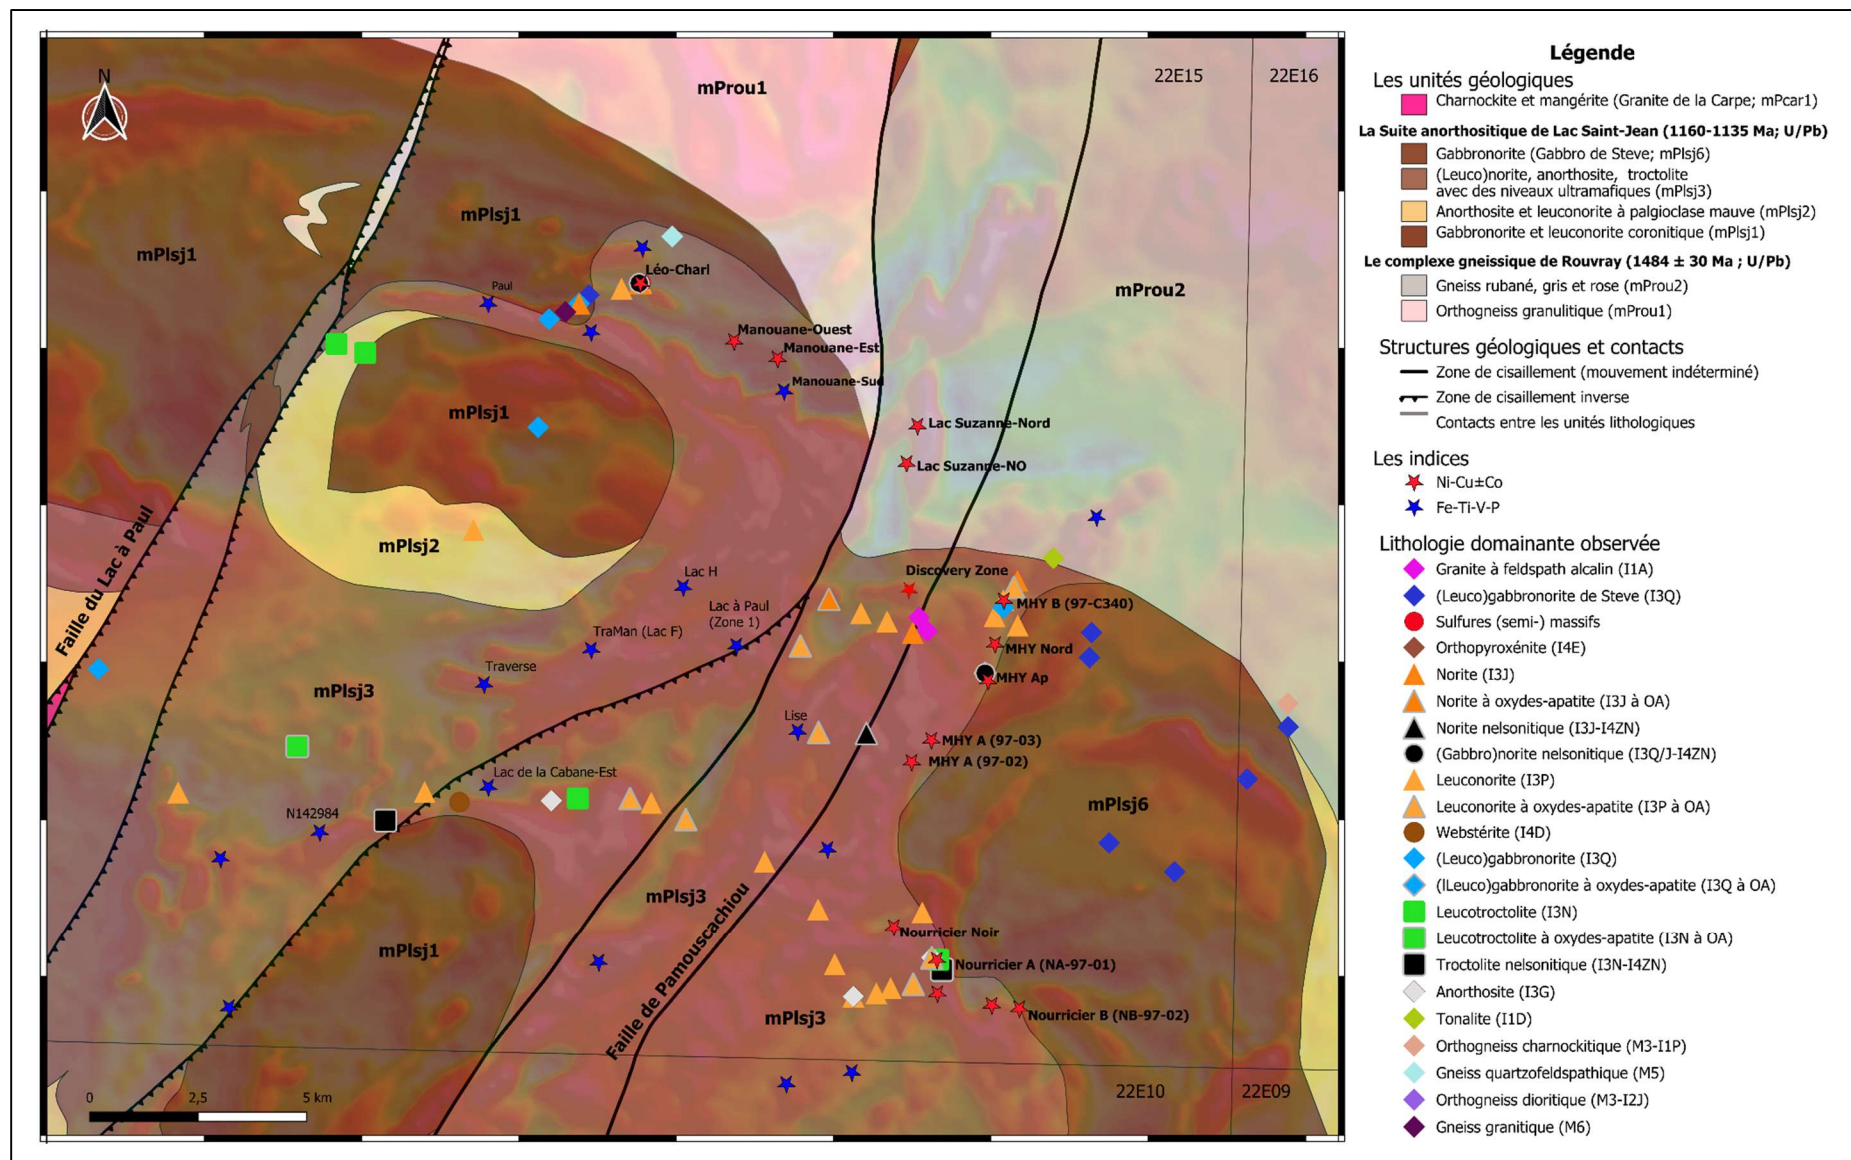 N
mProu1
22E15
22E16
mPlsj1
mPlsj1
Léo-Charl
Paul
mProu2
Manouane-Ouest
Manouane-Est
Manouane-Sud
mPlsj1
Lac Suzanne-Nord
Lac Suzanne-NO
Faille du Lac à Paul
mPlsj2
Discovery Zone
Lac H
MHY B (97-C340)
Lac à Paul
(Zone 1)
TraMan (Lac F)
MHY Nord
Traverse
MHY Ap
mPlsj3
Lise
MHY A (97-03)
MHY A (97-02)
Lac de la Cabane-Est
mPlsj6
N142984
mPlsj3
Faille de Pamouscachiou
Nourricier Noir
mPlsj1
Nourricier A (NA-97-01)
mPlsj3
Nourricier B (NB-97-02)
22E10
22E09
0 2,5 5 km
Légende
Les unités géologiques
Charnockite et mangérite (Granite de la Carpe; mPcar1)
La Suite anorthositique de Lac Saint-Jean (1160-1135 Ma; U/Pb)
Gabbronorite (Gabbro de Steve; mPlsj6)
(Leuco)norite, anorthosite, troctolite
avec des niveaux ultramafiques (mPlsj3)
Anorthosite et leuconorite à palgioclase mauve (mPlsj2)
Gabbronorite et leuconorite coronitique (mPlsj1)
Le complexe gneissique de Rouvray (1484 ± 30 Ma ; U/Pb)
Gneiss rubané, gris et rose (mProu2)
Orthogneiss granulitique (mProu1)
Structures géologiques et contacts
Zone de cisaillement (mouvement indéterminé)
Zone de cisaillement inverse
Contacts entre les unités lithologiques
Les indices
Ni-Cu±Co
Fe-Ti-V-P
Lithologie domainante observée
Granite à feldspath alcalin (I1A)
(Leuco)gabbronorite de Steve (I3Q)
Sulfures (semi-) massifs
Orthopyroxénite (I4E)
Norite (I3J)
Norite à oxydes-apatite (I3J à OA)
Norite nelsonitique (I3J-I4ZN)
(Gabbro)norite nelsonitique (I3Q/J-I4ZN)
Leuconorite (I3P)
Leuconorite à oxydes-apatite (I3P à OA)
Webstérite (I4D)
(Leuco)gabbronorite (I3Q)
(lLeuco)gabbronorite à oxydes-apatite (I3Q à OA)
Leucotroctolite (I3N)
Leucotroctolite à oxydes-apatite (I3N à OA)
Troctolite nelsonitique (I3N-I4ZN)
Anorthosite (I3G)
Tonalite (I1D)
Orthogneiss charnockitique (M3-I1P)
Gneiss quartzofeldspathique (M5)
Orthogneiss dioritique (M3-I2J)
Gneiss granitique (M6)